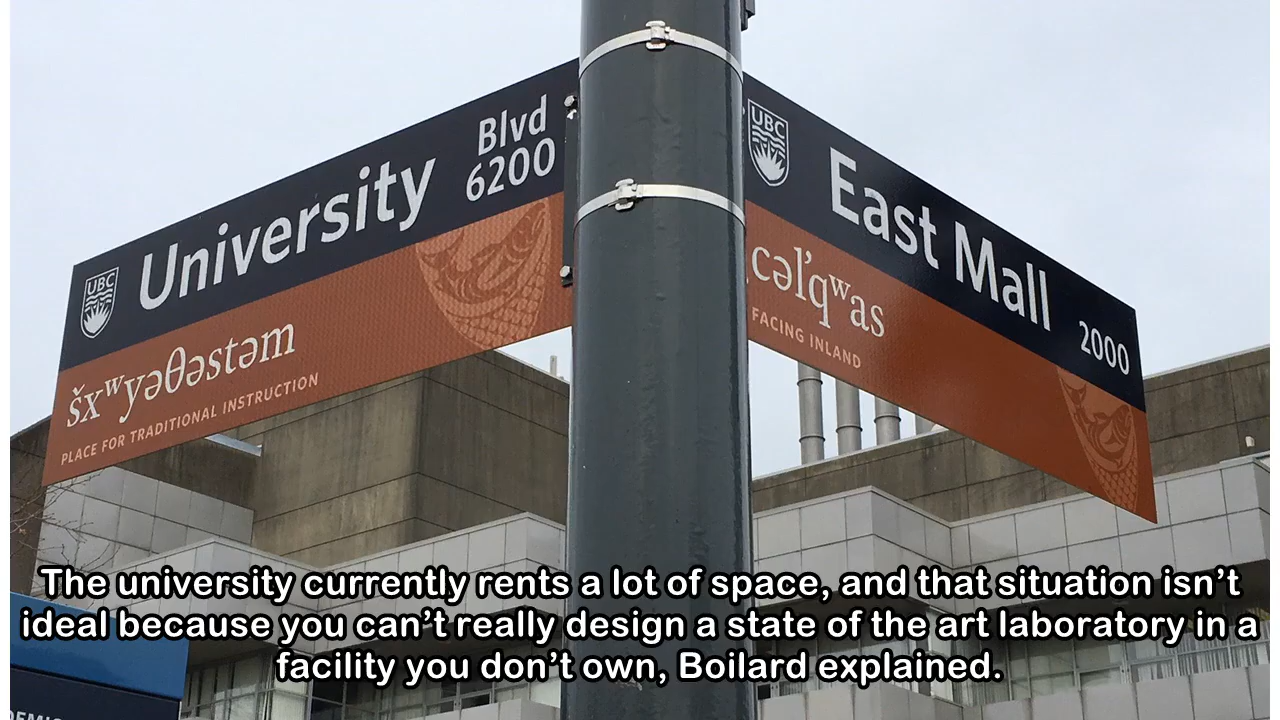 UBC
University
Blvd
6200
šxʷyəθəstəm
PLACE FOR TRADITIONAL INSTRUCTION
UBC
East Mall
2000
cəl̓qʷas
FACING INLAND
The university currently rents a lot of space, and that situation isn’t
ideal because you can’t really design a state of the art laboratory in a
facility you don’t own, Boilard explained.